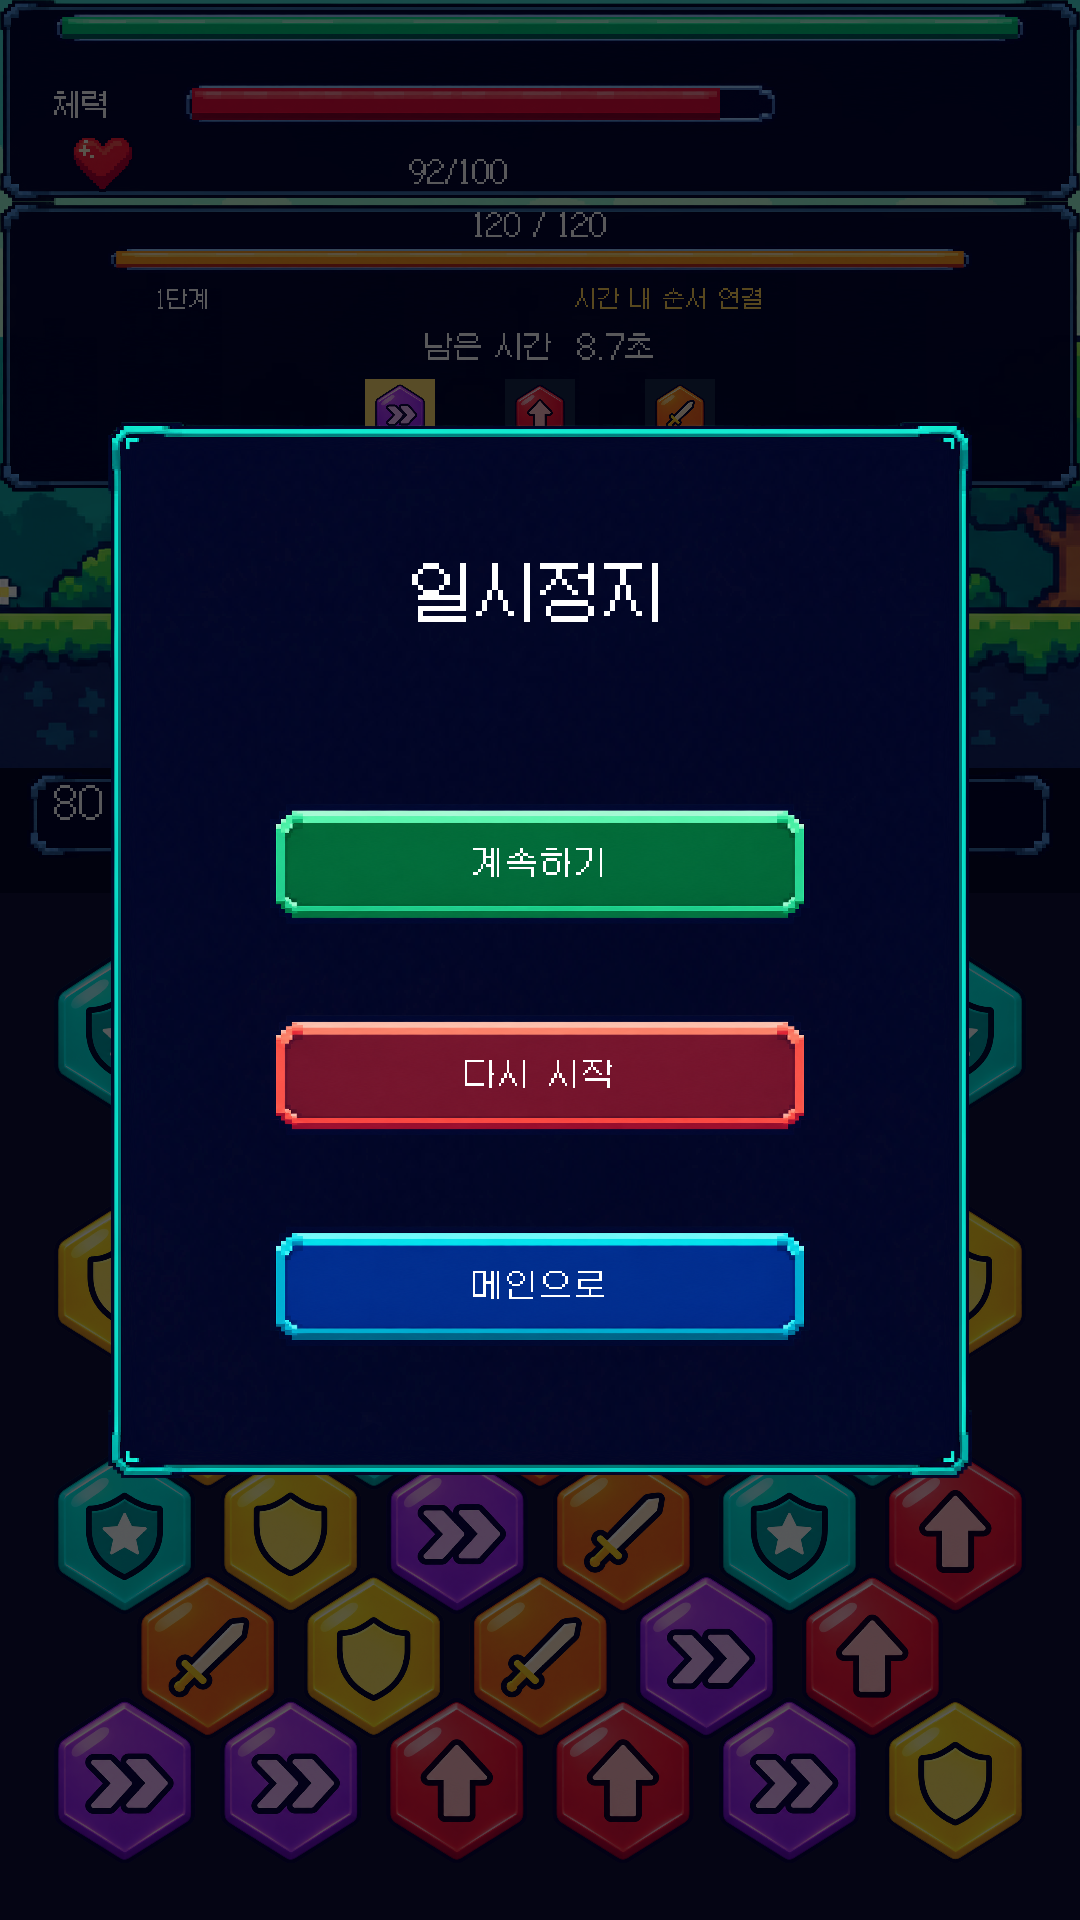 체력
92/100
120 / 120
1단계
시간 내 순서 연결
남은 시간 8.7초
일시정지
80
계속하기
다시 시작
메인으로